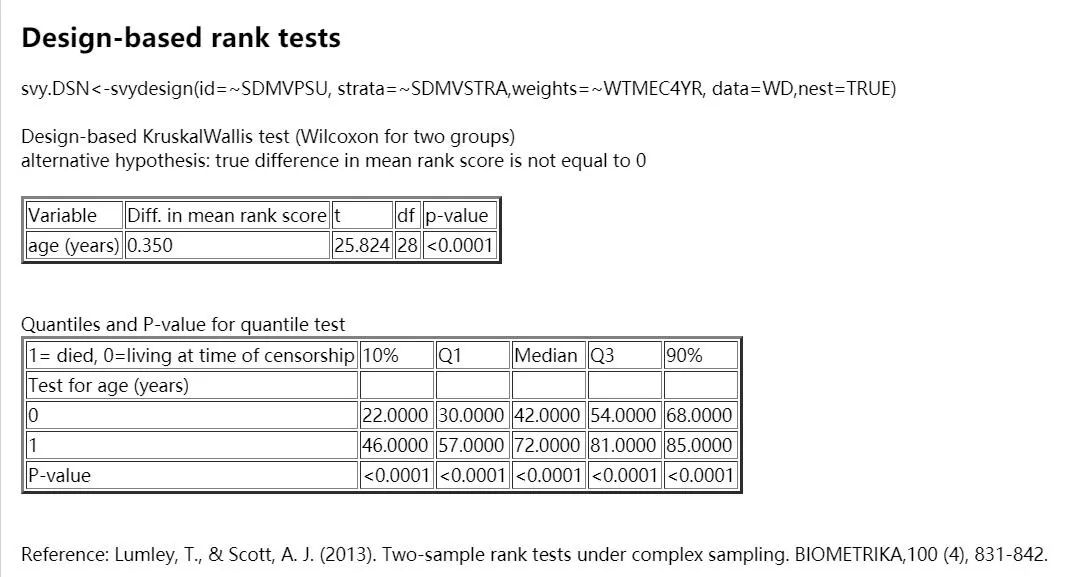 Design-based rank tests
svy.DSN<-svydesign(id=~SDMVPSU, strata=~SDMVSTRA,weights=~WTMEC4YR, data=WD,nest=TRUE)
Design-based KruskalWallis test (Wilcoxon for two groups)
alternative hypothesis: true difference in mean rank score is not equal to 0
Variable Diff. in mean rank score t df p-value
age (years) 0.350 25.824 28 <0.0001
Quantiles and P-value for quantile test
1= died, 0=living at time of censorship 10% Q1 Median Q3 90%
Test for age (years)
0 22.0000 30.0000 42.0000 54.0000 68.0000
1 46.0000 57.0000 72.0000 81.0000 85.0000
P-value <0.0001 <0.0001 <0.0001 <0.0001 <0.0001
Reference: Lumley, T., & Scott, A. J. (2013). Two-sample rank tests under complex sampling. BIOMETRIKA,100 (4), 831-842.